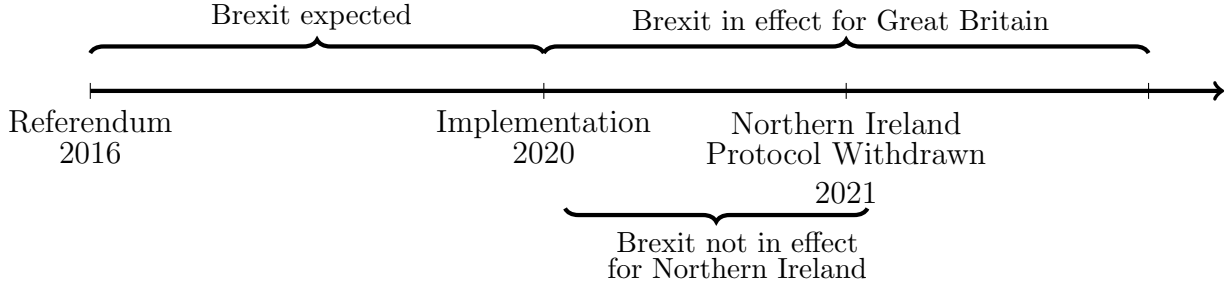 Brexit expected
Brexit in effect for Great Britain
Referendum
2016
Implementation
2020
Northern Ireland
Protocol Withdrawn
2021
Brexit not in effect
for Northern Ireland